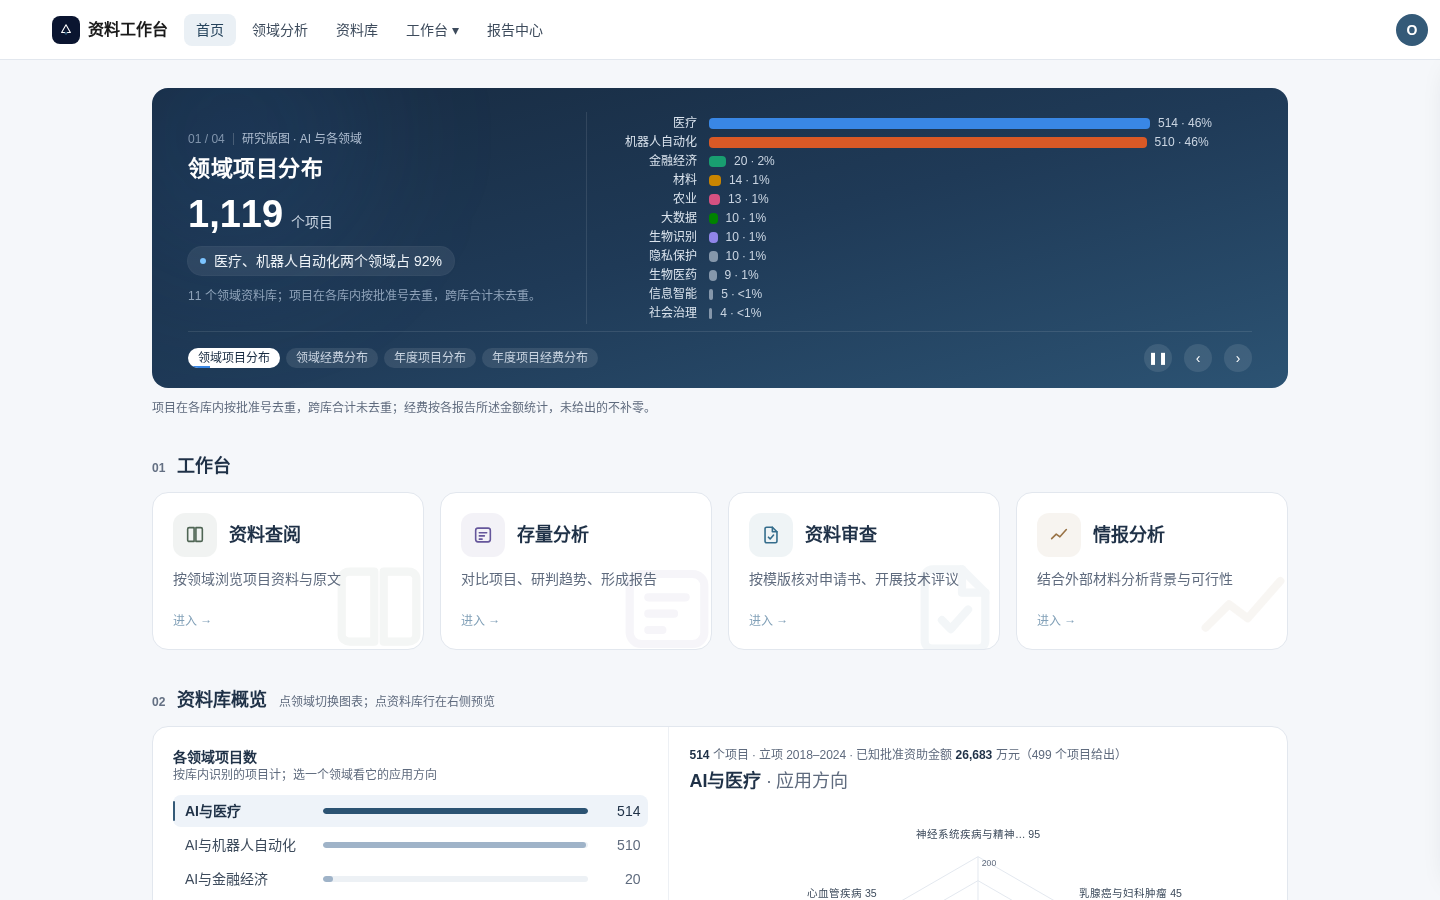 资料工作台 首页 领域分析 资料库 工作台 ▾ 报告中心 O
01 / 04 研究版图 · AI 与各领域
领域项目分布
1,119 个项目
医疗、机器人自动化两个领域占 92%
11 个领域资料库；项目在各库内按批准号去重，跨库合计未去重。
医疗 514 · 46%
机器人自动化 510 · 46%
金融经济 20 · 2%
材料 14 · 1%
农业 13 · 1%
大数据 10 · 1%
生物识别 10 · 1%
隐私保护 10 · 1%
生物医药 9 · 1%
信息智能 5 · <1%
社会治理 4 · <1%
领域项目分布 领域经费分布 年度项目分布 年度项目经费分布 ❚❚ ‹ ›
项目在各库内按批准号去重，跨库合计未去重；经费按各报告所述金额统计，未给出的不补零。
01 工作台
资料查阅
按领域浏览项目资料与原文
进入 →
存量分析
对比项目、研判趋势、形成报告
进入 →
资料审查
按模版核对申请书、开展技术评议
进入 →
情报分析
结合外部材料分析背景与可行性
进入 →
02 资料库概览 点领域切换图表；点资料库行在右侧预览
各领域项目数
按库内识别的项目计；选一个领域看它的应用方向
AI与医疗 514
AI与机器人自动化 510
AI与金融经济 20
514 个项目 · 立项 2018–2024 · 已知批准资助金额 26,683 万元（499 个项目给出）
AI与医疗 · 应用方向
神经系统疾病与精神… 95
200
心血管疾病 35
乳腺癌与妇科肿瘤 45